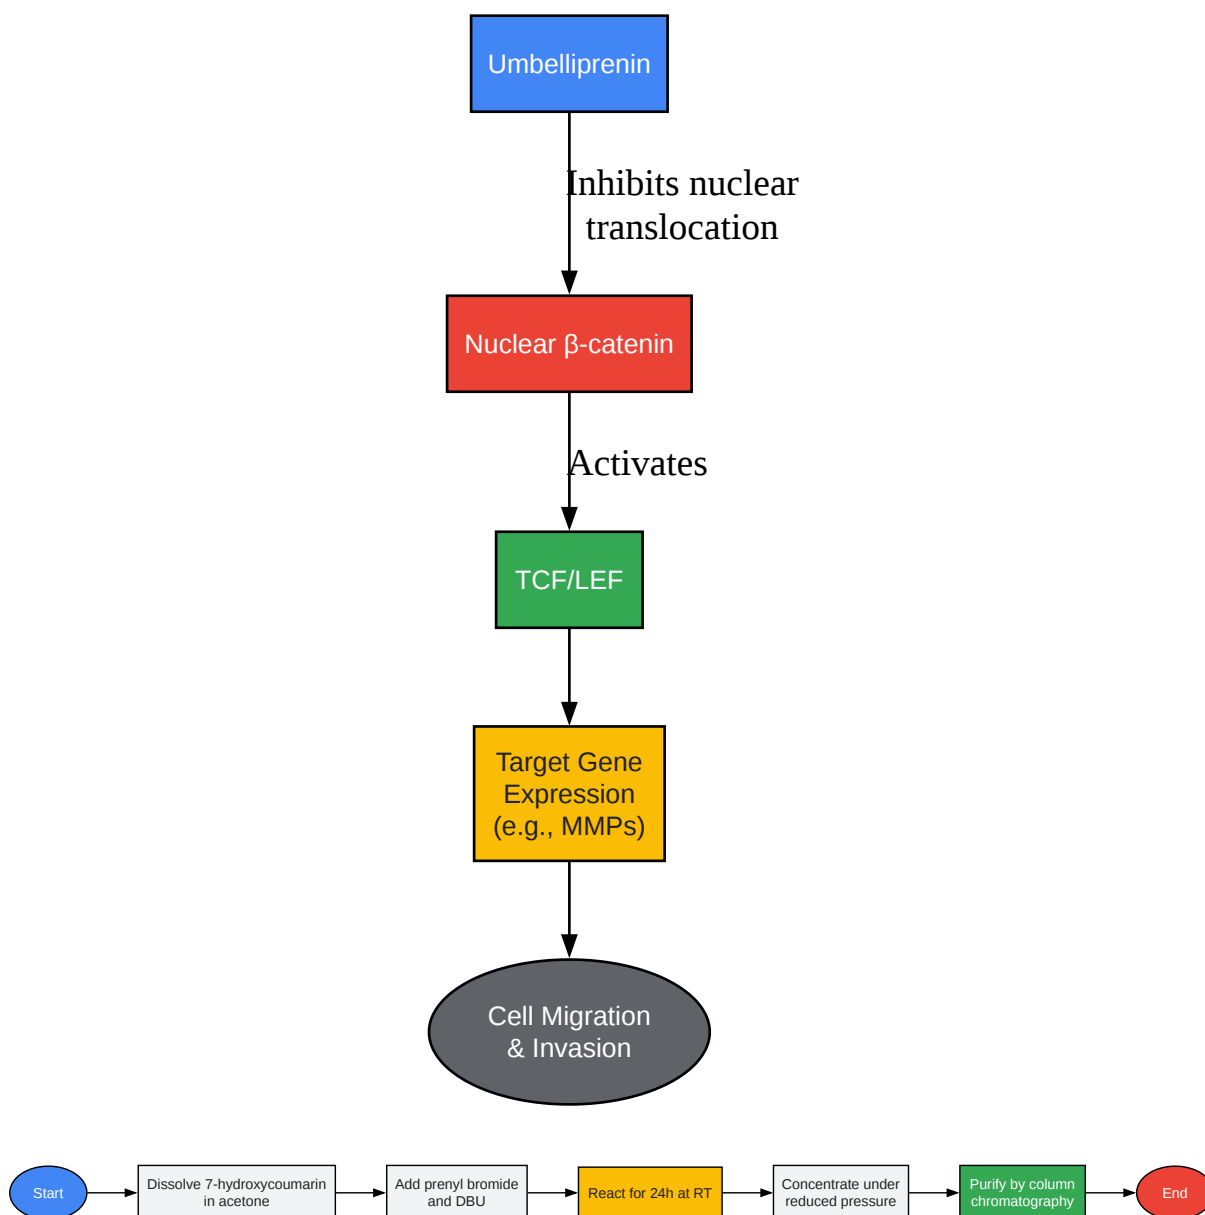 Umbelliprenin
Inhibits nuclear
translocation
Nuclear β-catenin
Activates
TCF/LEF
Target Gene
Expression
(e.g., MMPs)
Cell Migration
& Invasion
Start
Dissolve 7-hydroxycoumarin
in acetone
Add prenyl bromide
and DBU
React for 24h at RT
Concentrate under
reduced pressure
Purify by column
chromatography
End